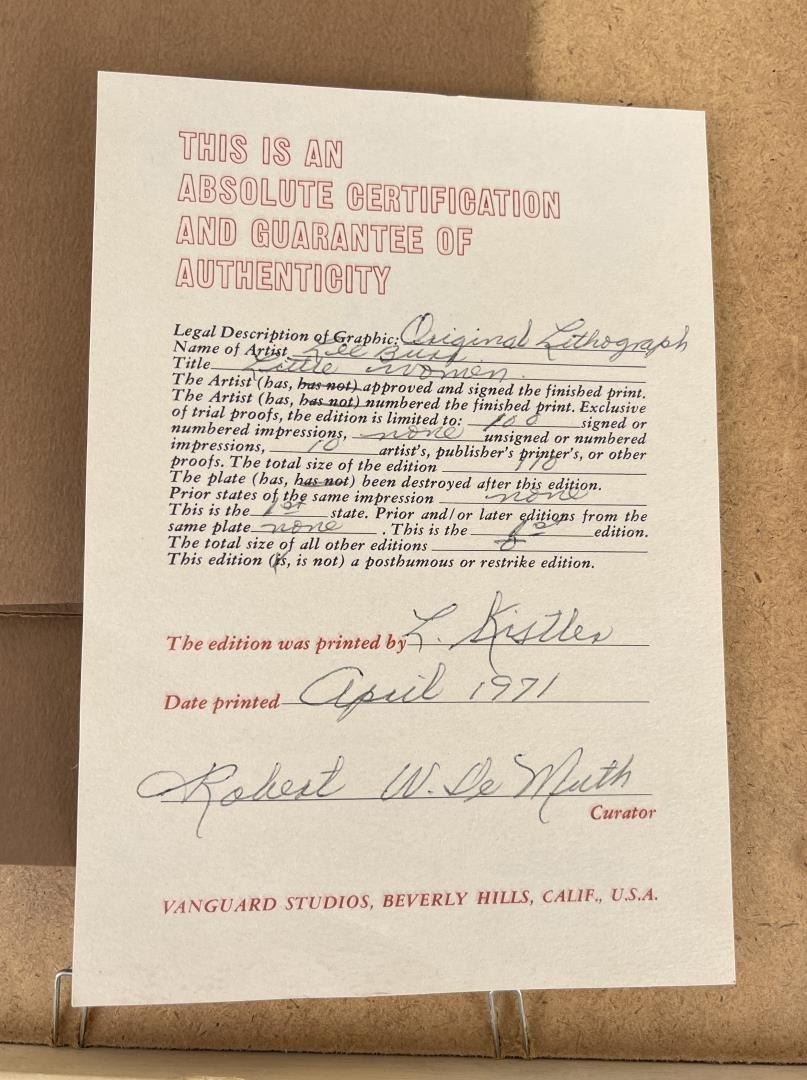 THIS IS AN
ABSOLUTE CERTIFICATION
AND GUARANTEE OF
AUTHENTICITY
Legal Description of Graphic: Original Lithograph
Name of Artist Lee
Title Little Women
The Artist (has, has not) approved and signed the finished print.
The Artist (has, has not) numbered the finished print. Exclusive
of trial proofs, the edition is limited to: 100 signed or
numbered impressions, none unsigned or numbered
impressions, 10 artist's, publisher's printer's, or other
proofs. The total size of the edition 110
The plate (has, has not) been destroyed after this edition.
Prior states of the same impression none
This is the 1st state. Prior and/or later editions from the
same plate none. This is the 1st edition.
The total size of all other editions 0
This edition (is, is not) a posthumous or restrike edition.
The edition was printed by L. Kistler
Date printed April 1971
Robert W. De Muth
Curator
VANGUARD STUDIOS, BEVERLY HILLS, CALIF., U.S.A.